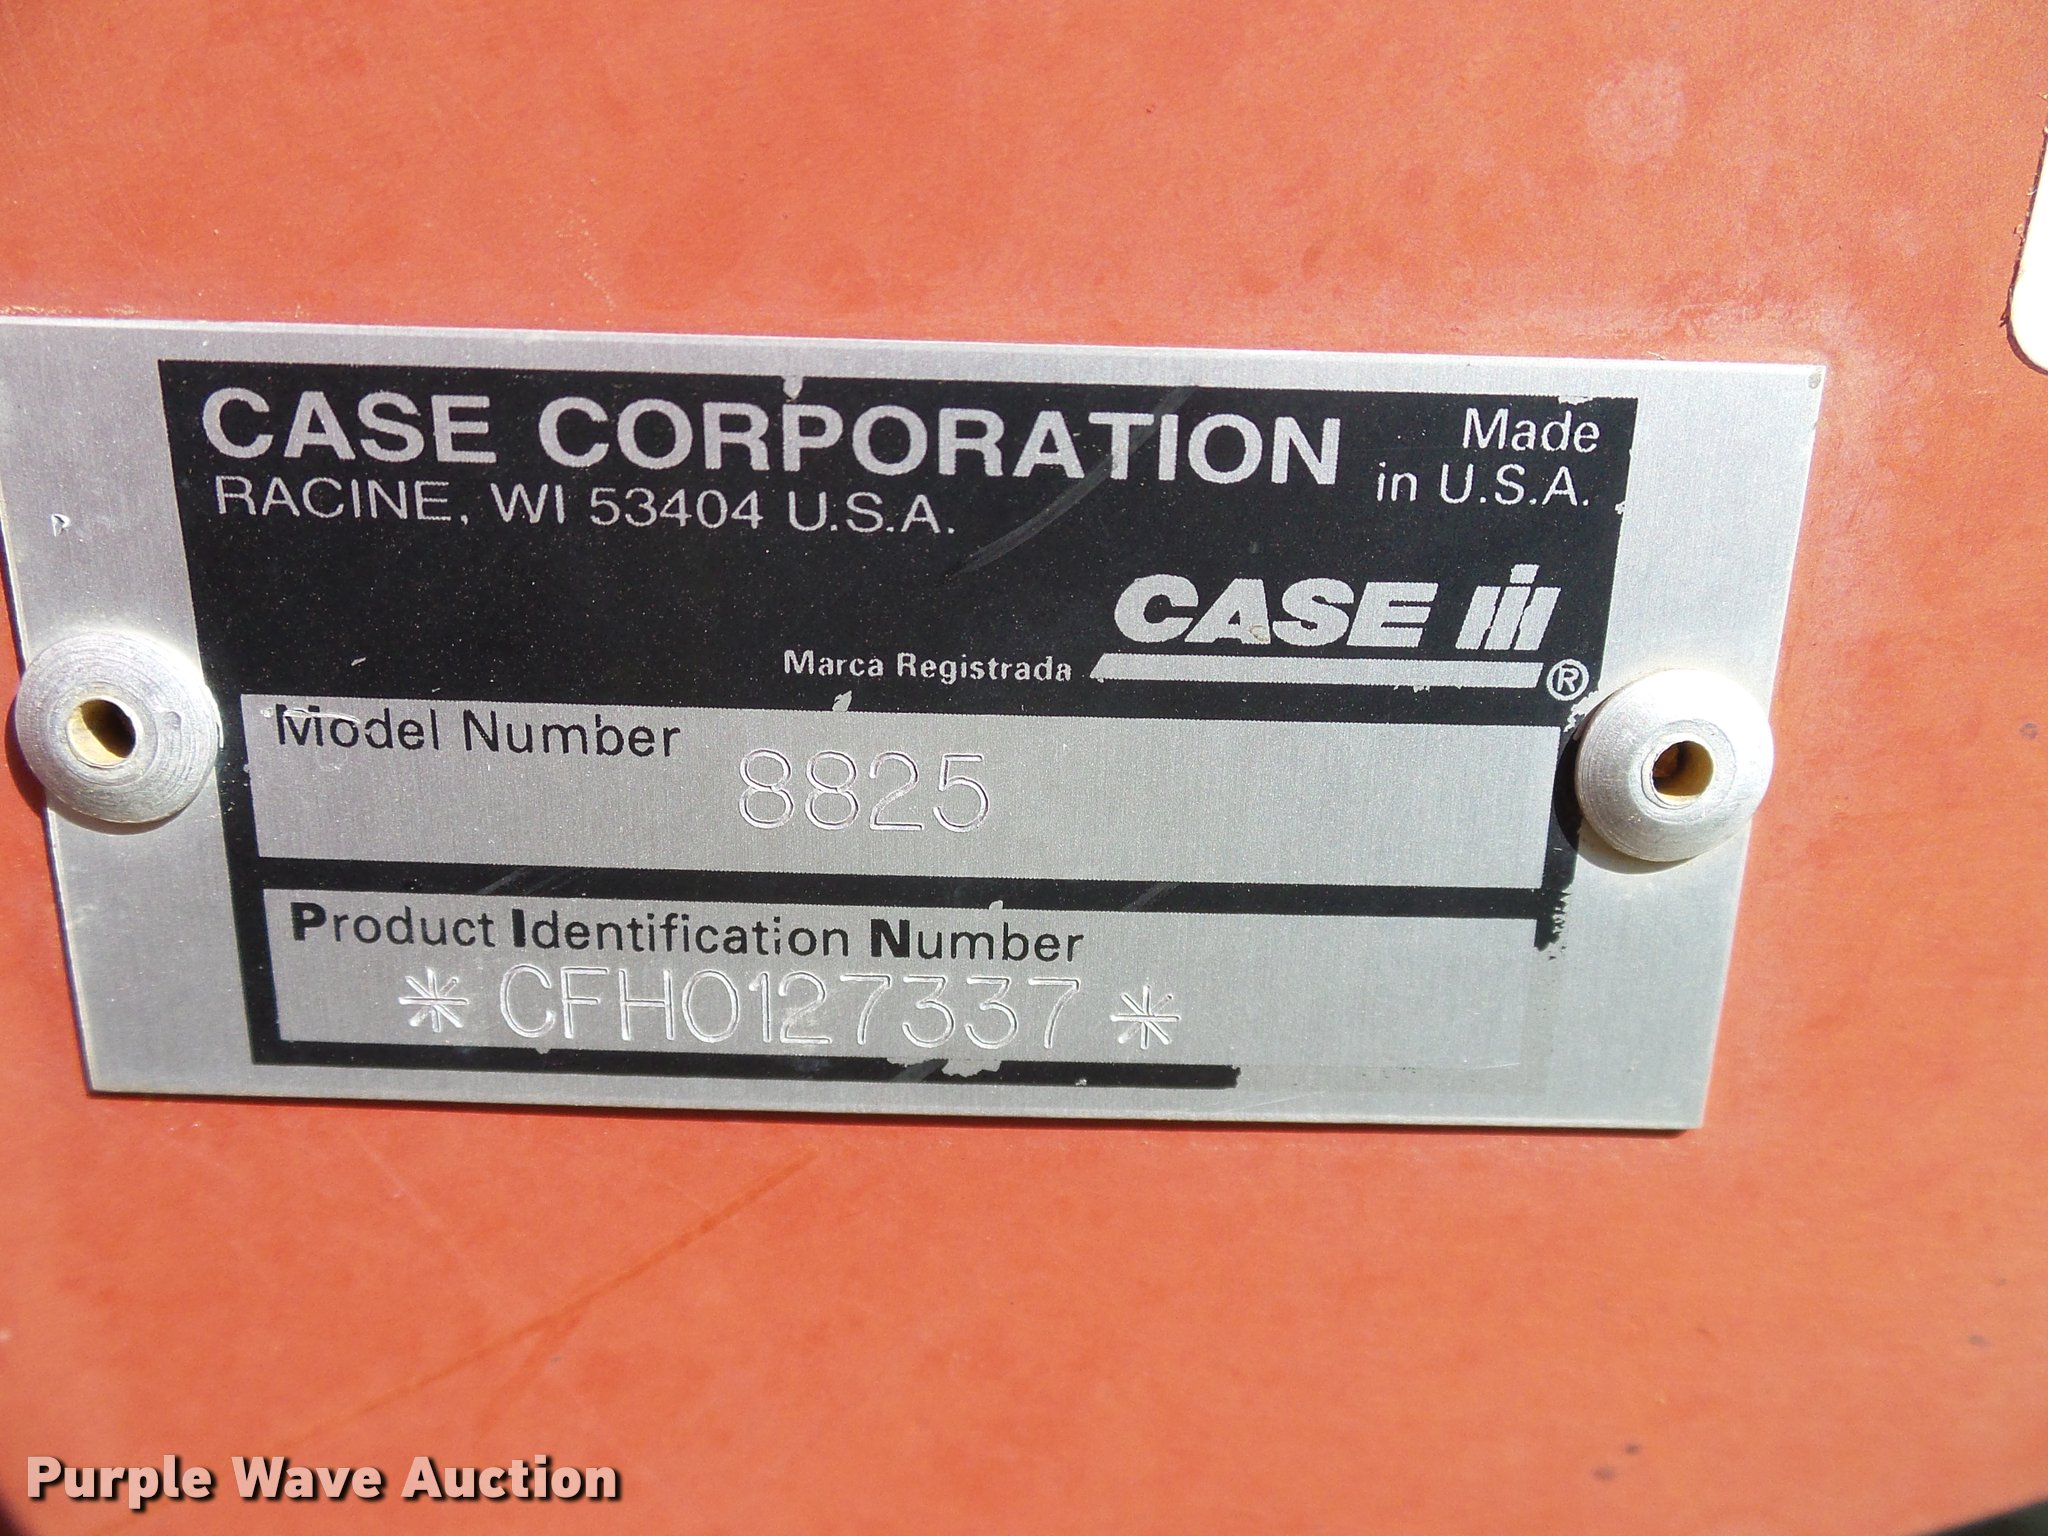 CASE CORPORATION
RACINE, WI 53404 U.S.A.
Made
in U.S.A.
CASE IH
Marca Registrada ®
Model Number
8825
Product Identification Number
*CFH0127337*
Purple Wave Auction